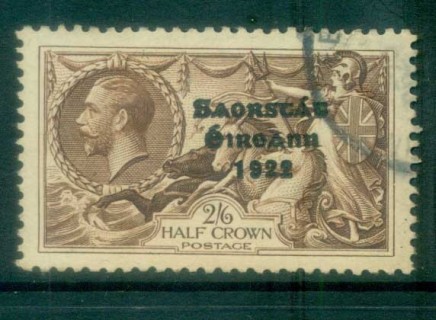 Saorstát
Éireann
1922
2/6
HALF CROWN
POSTAGE